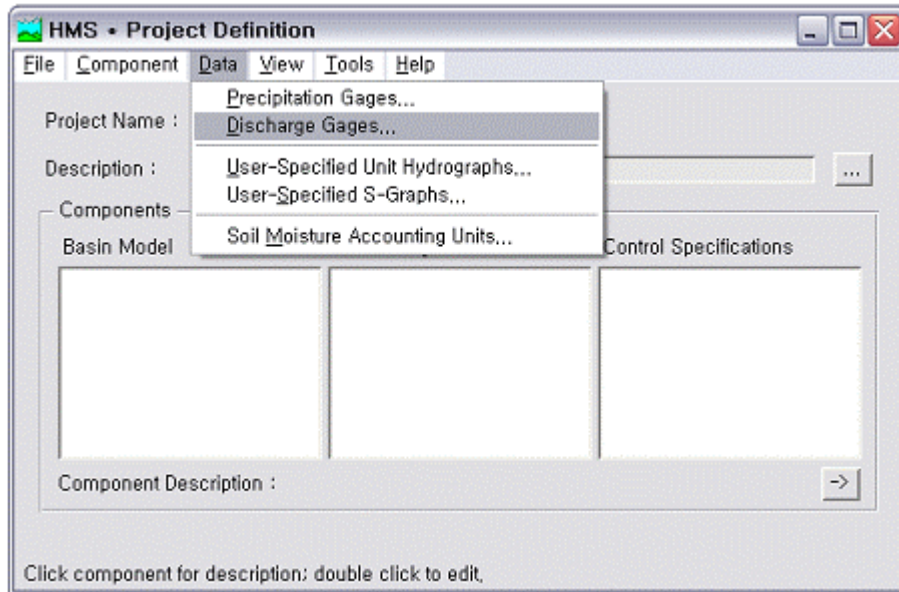 HMS • Project Definition
File Component Data View Tools Help
Precipitation Gages...
Project Name :
Discharge Gages...
Description :
User-Specified Unit Hydrographs...
...
User-Specified S-Graphs...
Components
Soil Moisture Accounting Units...
Basin Model
Control Specifications
Component Description :
->
Click component for description; double click to edit.